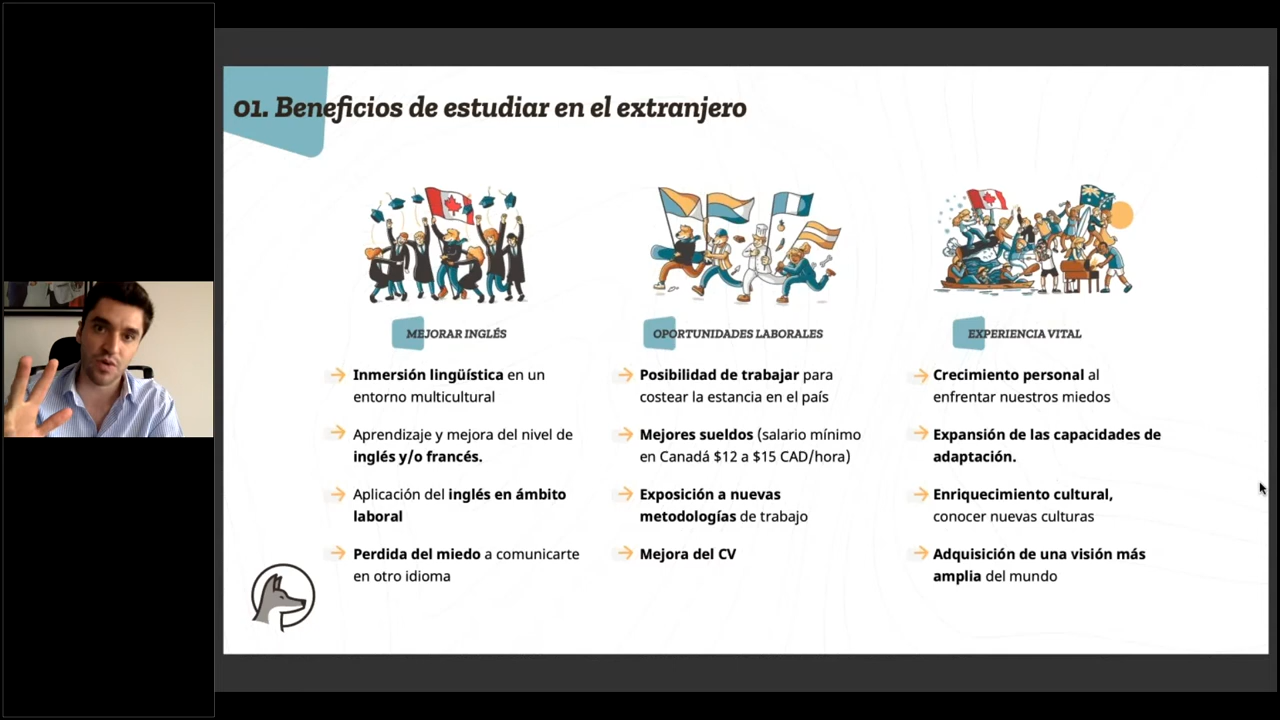 01. Beneficios de estudiar en el extranjero
MEJORAR INGLÉS
Inmersión lingüística en un
entorno multicultural
Aprendizaje y mejora del nivel de
inglés y/o francés.
Aplicación del inglés en ámbito
laboral
Perdida del miedo a comunicarte
en otro idioma
OPORTUNIDADES LABORALES
Posibilidad de trabajar para
costear la estancia en el país
Mejores sueldos (salario mínimo
en Canadá $12 a $15 CAD/hora)
Exposición a nuevas
metodologías de trabajo
Mejora del CV
EXPERIENCIA VITAL
Crecimiento personal al
enfrentar nuestros miedos
Expansión de las capacidades de
adaptación.
Enriquecimiento cultural,
conocer nuevas culturas
Adquisición de una visión más
amplia del mundo